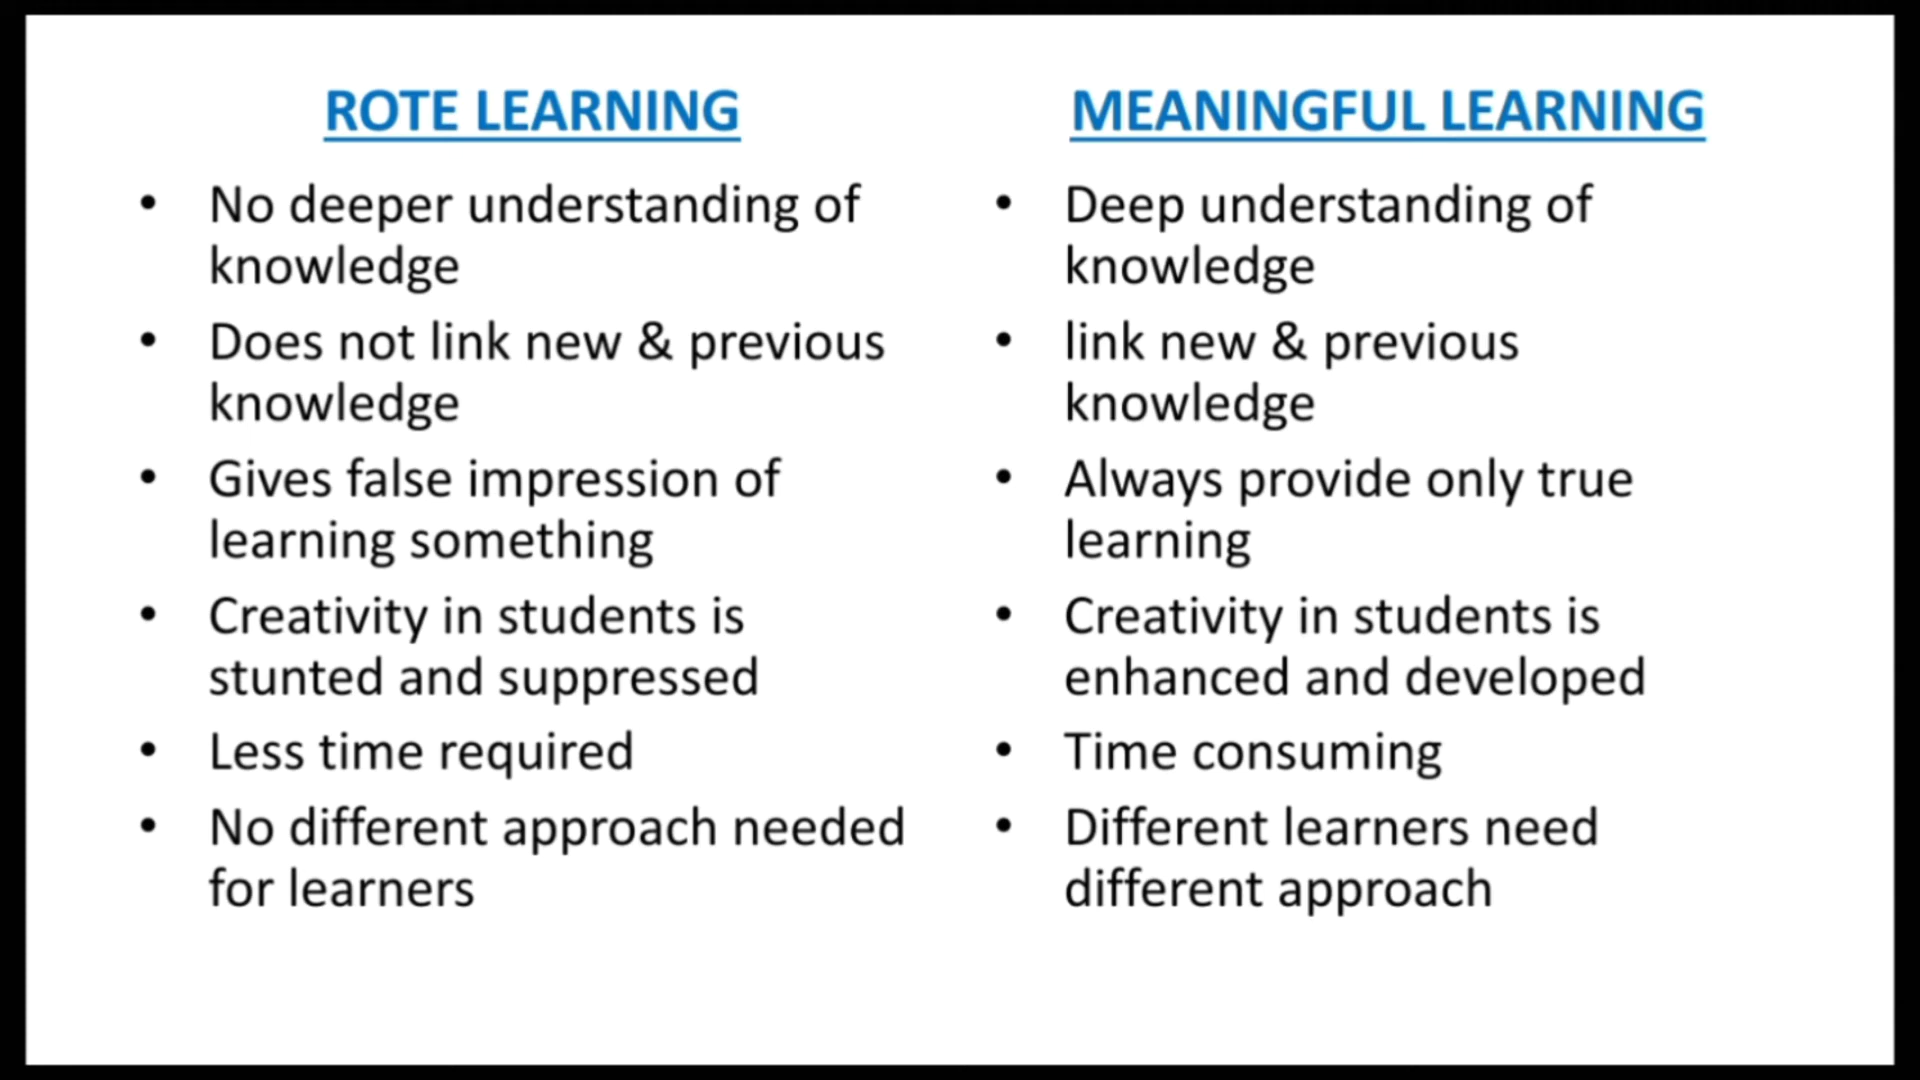 ROTE LEARNING
• No deeper understanding of
knowledge
• Does not link new & previous
knowledge
• Gives false impression of
learning something
• Creativity in students is
stunted and suppressed
• Less time required
• No different approach needed
for learners
MEANINGFUL LEARNING
• Deep understanding of
knowledge
• link new & previous
knowledge
• Always provide only true
learning
• Creativity in students is
enhanced and developed
• Time consuming
• Different learners need
different approach